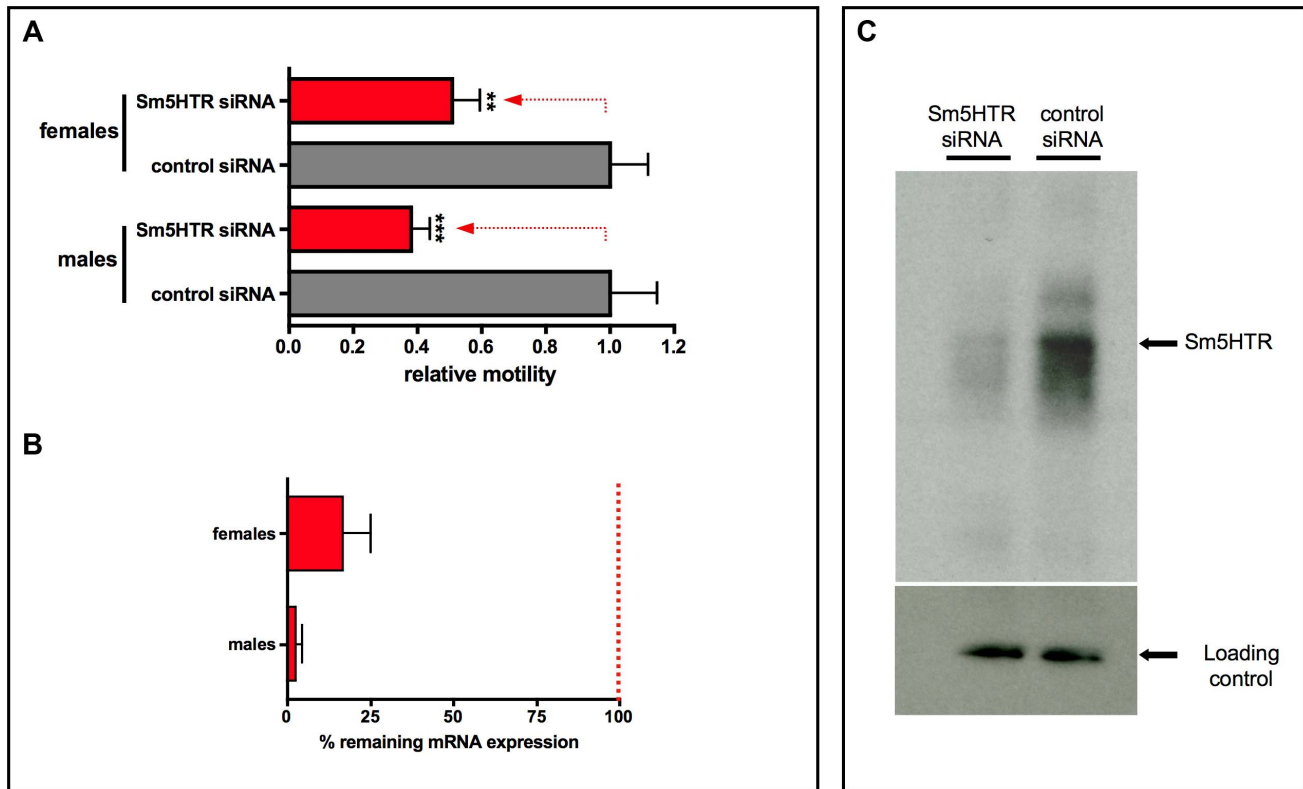 A
females
Sm5HTR siRNA
**
control siRNA
males
Sm5HTR siRNA
***
control siRNA
0.0 0.2 0.4 0.6 0.8 1.0 1.2
relative motility
B
females
males
0 25 50 75 100
% remaining mRNA expression
C
Sm5HTR
siRNA
control
siRNA
Sm5HTR
Loading
control